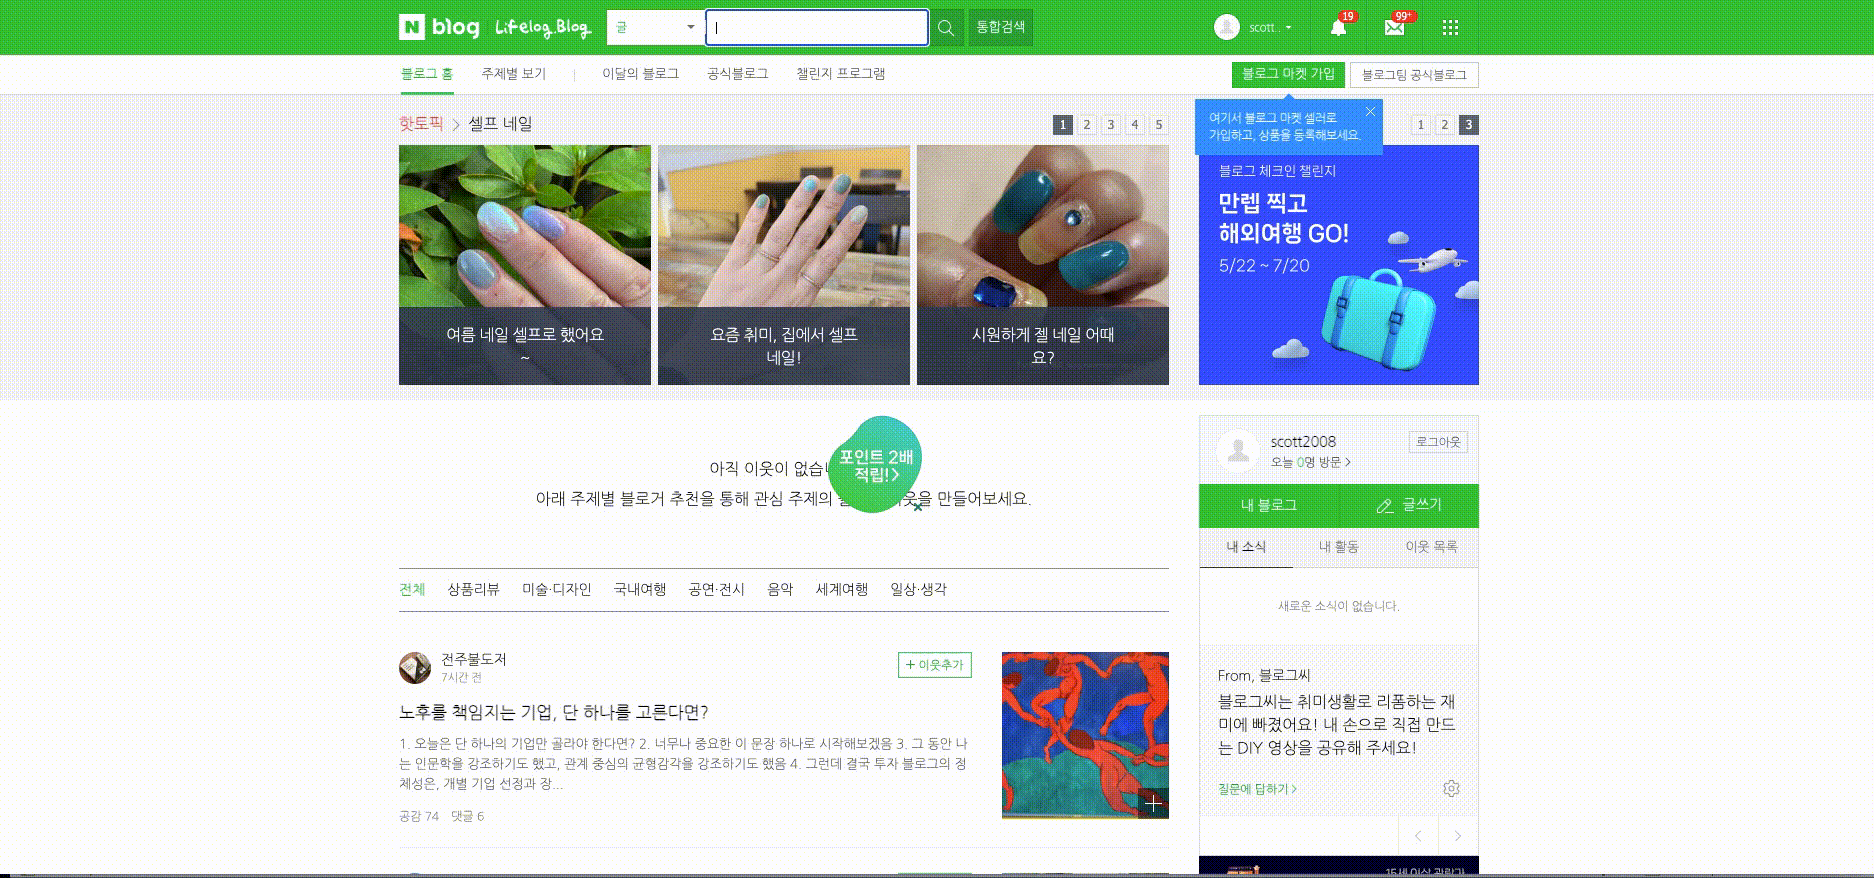 N blog Lifelog.Blog
글
통합검색
scott..
19
99+
블로그 홈
주제별 보기
이달의 블로그
공식블로그
챌린지 프로그램
블로그 마켓 가입
블로그팀 공식블로그
여기서 블로그 마켓 셀러로
가입하고, 상품을 등록해보세요.
핫토픽 > 셀프 네일
1 2 3 4 5
1 2 3
여름 네일 셀프로 했어요
~
요즘 취미, 집에서 셀프
네일!
시원하게 젤 네일 어때
요?
블로그 체크인 챌린지
만렙 찍고
해외여행 GO!
5/22 ~ 7/20
아직 이웃이 없습니
아래 주제별 블로거 추천을 통해 관심 주제의
을 만들어보세요.
포인트 2배
적립! >
scott2008
로그아웃
오늘 0명 방문 >
내 블로그
글쓰기
내 소식
내 활동
이웃 목록
새로운 소식이 없습니다.
전체
상품리뷰
미술·디자인
국내여행
공연·전시
음악
세계여행
일상·생각
전주불도저
7시간 전
+ 이웃추가
노후를 책임지는 기업, 단 하나를 고른다면?
1. 오늘은 단 하나의 기업만 골라야 한다면? 2. 너무나 중요한 이 문장 하나로 시작해보겠음 3. 그 동안 나
는 인문학을 강조하기도 했고, 관계 중심의 균형감각을 강조하기도 했음 4. 그런데 결국 투자 블로그의 정
체성은, 개별 기업 선정과 장...
공감 74 댓글 6
From, 블로그씨
블로그씨는 취미생활로 리폼하는 재
미에 빠졌어요! 내 손으로 직접 만드
는 DIY 영상을 공유해 주세요!
질문에 답하기 >
15세 이상 관람가